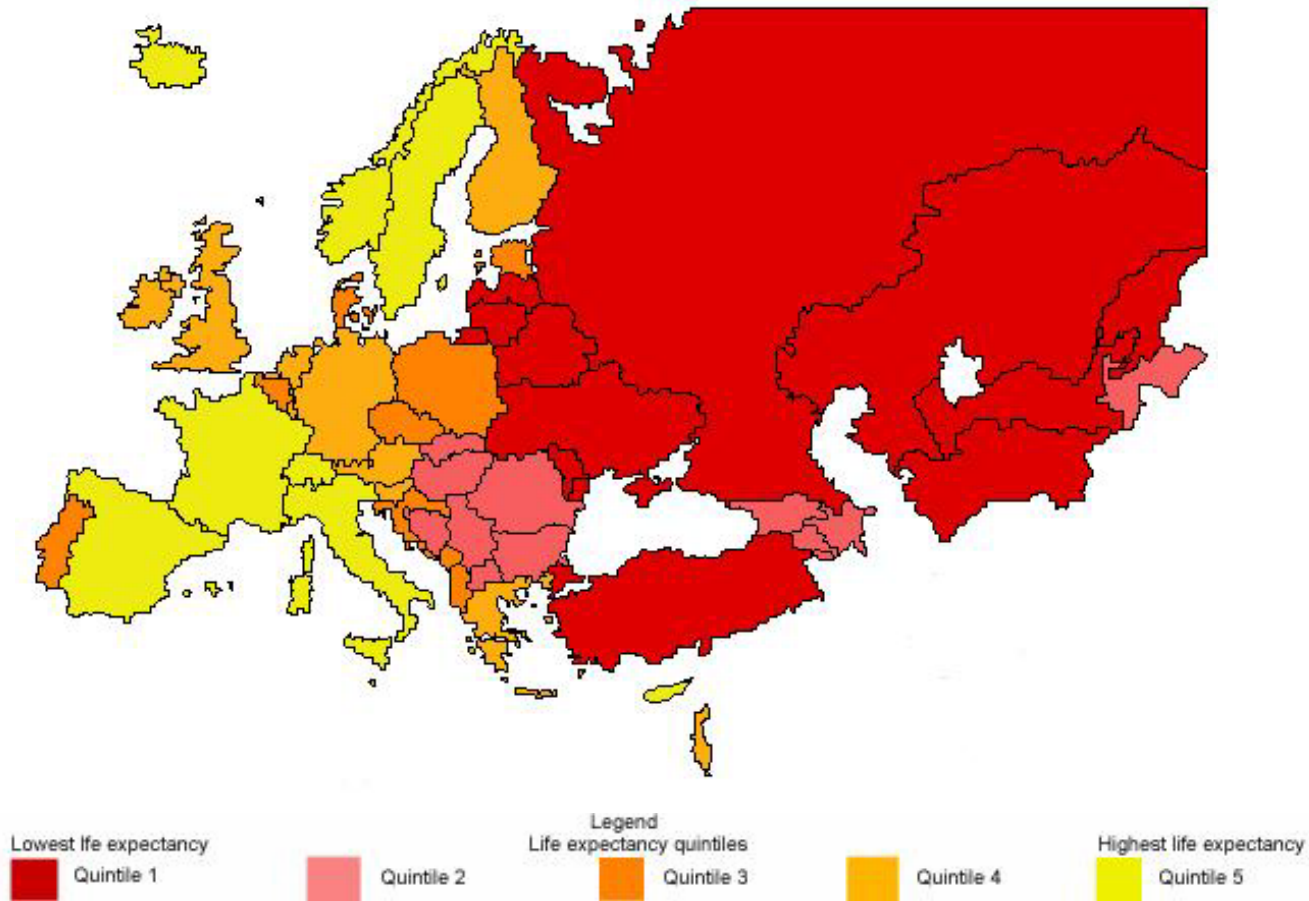 Legend
Lowest lfe expectancy Life expectancy quintiles Highest life expectancy
Quintile 1 Quintile 2 Quintile 3 Quintile 4 Quintile 5